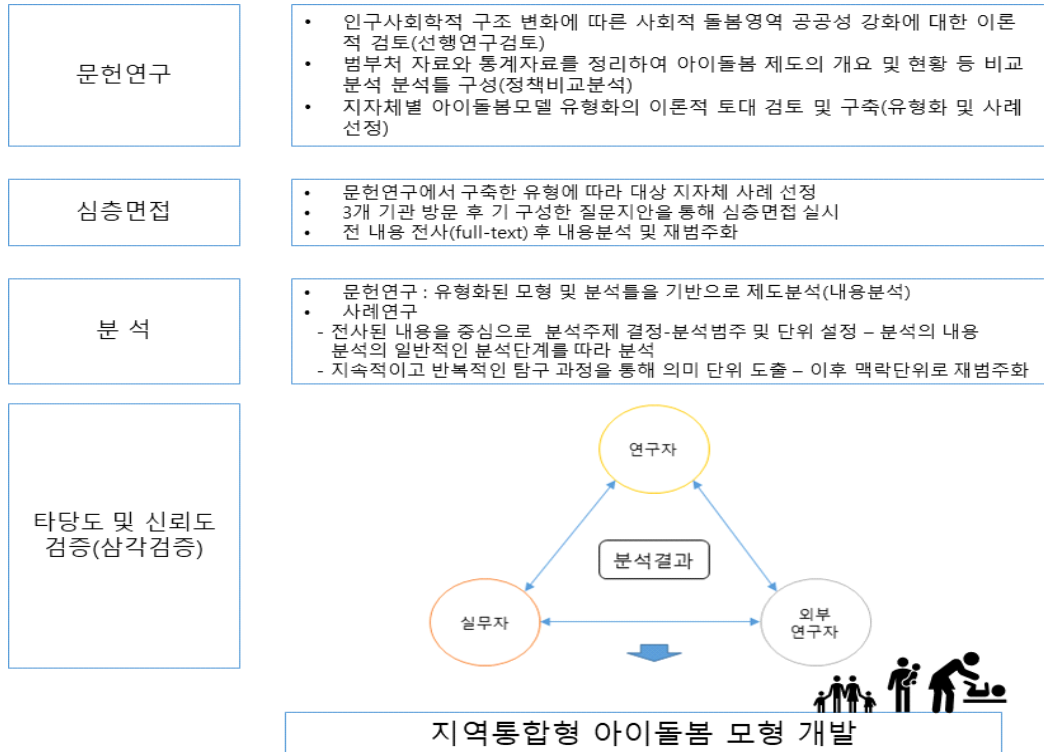 문헌연구
• 인구사회학적 구조 변화에 따른 사회적 돌봄영역 공공성 강화에 대한 이론
적 검토(선행연구검토)
• 범부처 자료와 통계자료를 정리하여 아이돌봄 제도의 개요 및 현황 등 비교
분석 분석틀 구성(정책비교분석)
• 지자체별 아이돌봄모델 유형화의 이론적 토대 검토 및 구축(유형화 및 사례
선정)
심층면접
• 문헌연구에서 구축한 유형에 따라 대상 지자체 사례 선정
• 3개 기관 방문 후 기 구성한 질문지안을 통해 심층면접 실시
• 전 내용 전사(full-text) 후 내용분석 및 재범주화
분 석
• 문헌연구 : 유형화된 모형 및 분석틀을 기반으로 제도분석(내용분석)
• 사례연구
- 전사된 내용을 중심으로 분석주제 결정-분석범주 및 단위 설정 – 분석의 내용
분석의 일반적인 분석단계를 따라 분석
- 지속적이고 반복적인 탐구 과정을 통해 의미 단위 도출 – 이후 맥락단위로 재범주화
타당도 및 신뢰도
검증(삼각검증)
연구자
분석결과
실무자
외부
연구자
지역통합형 아이돌봄 모형 개발